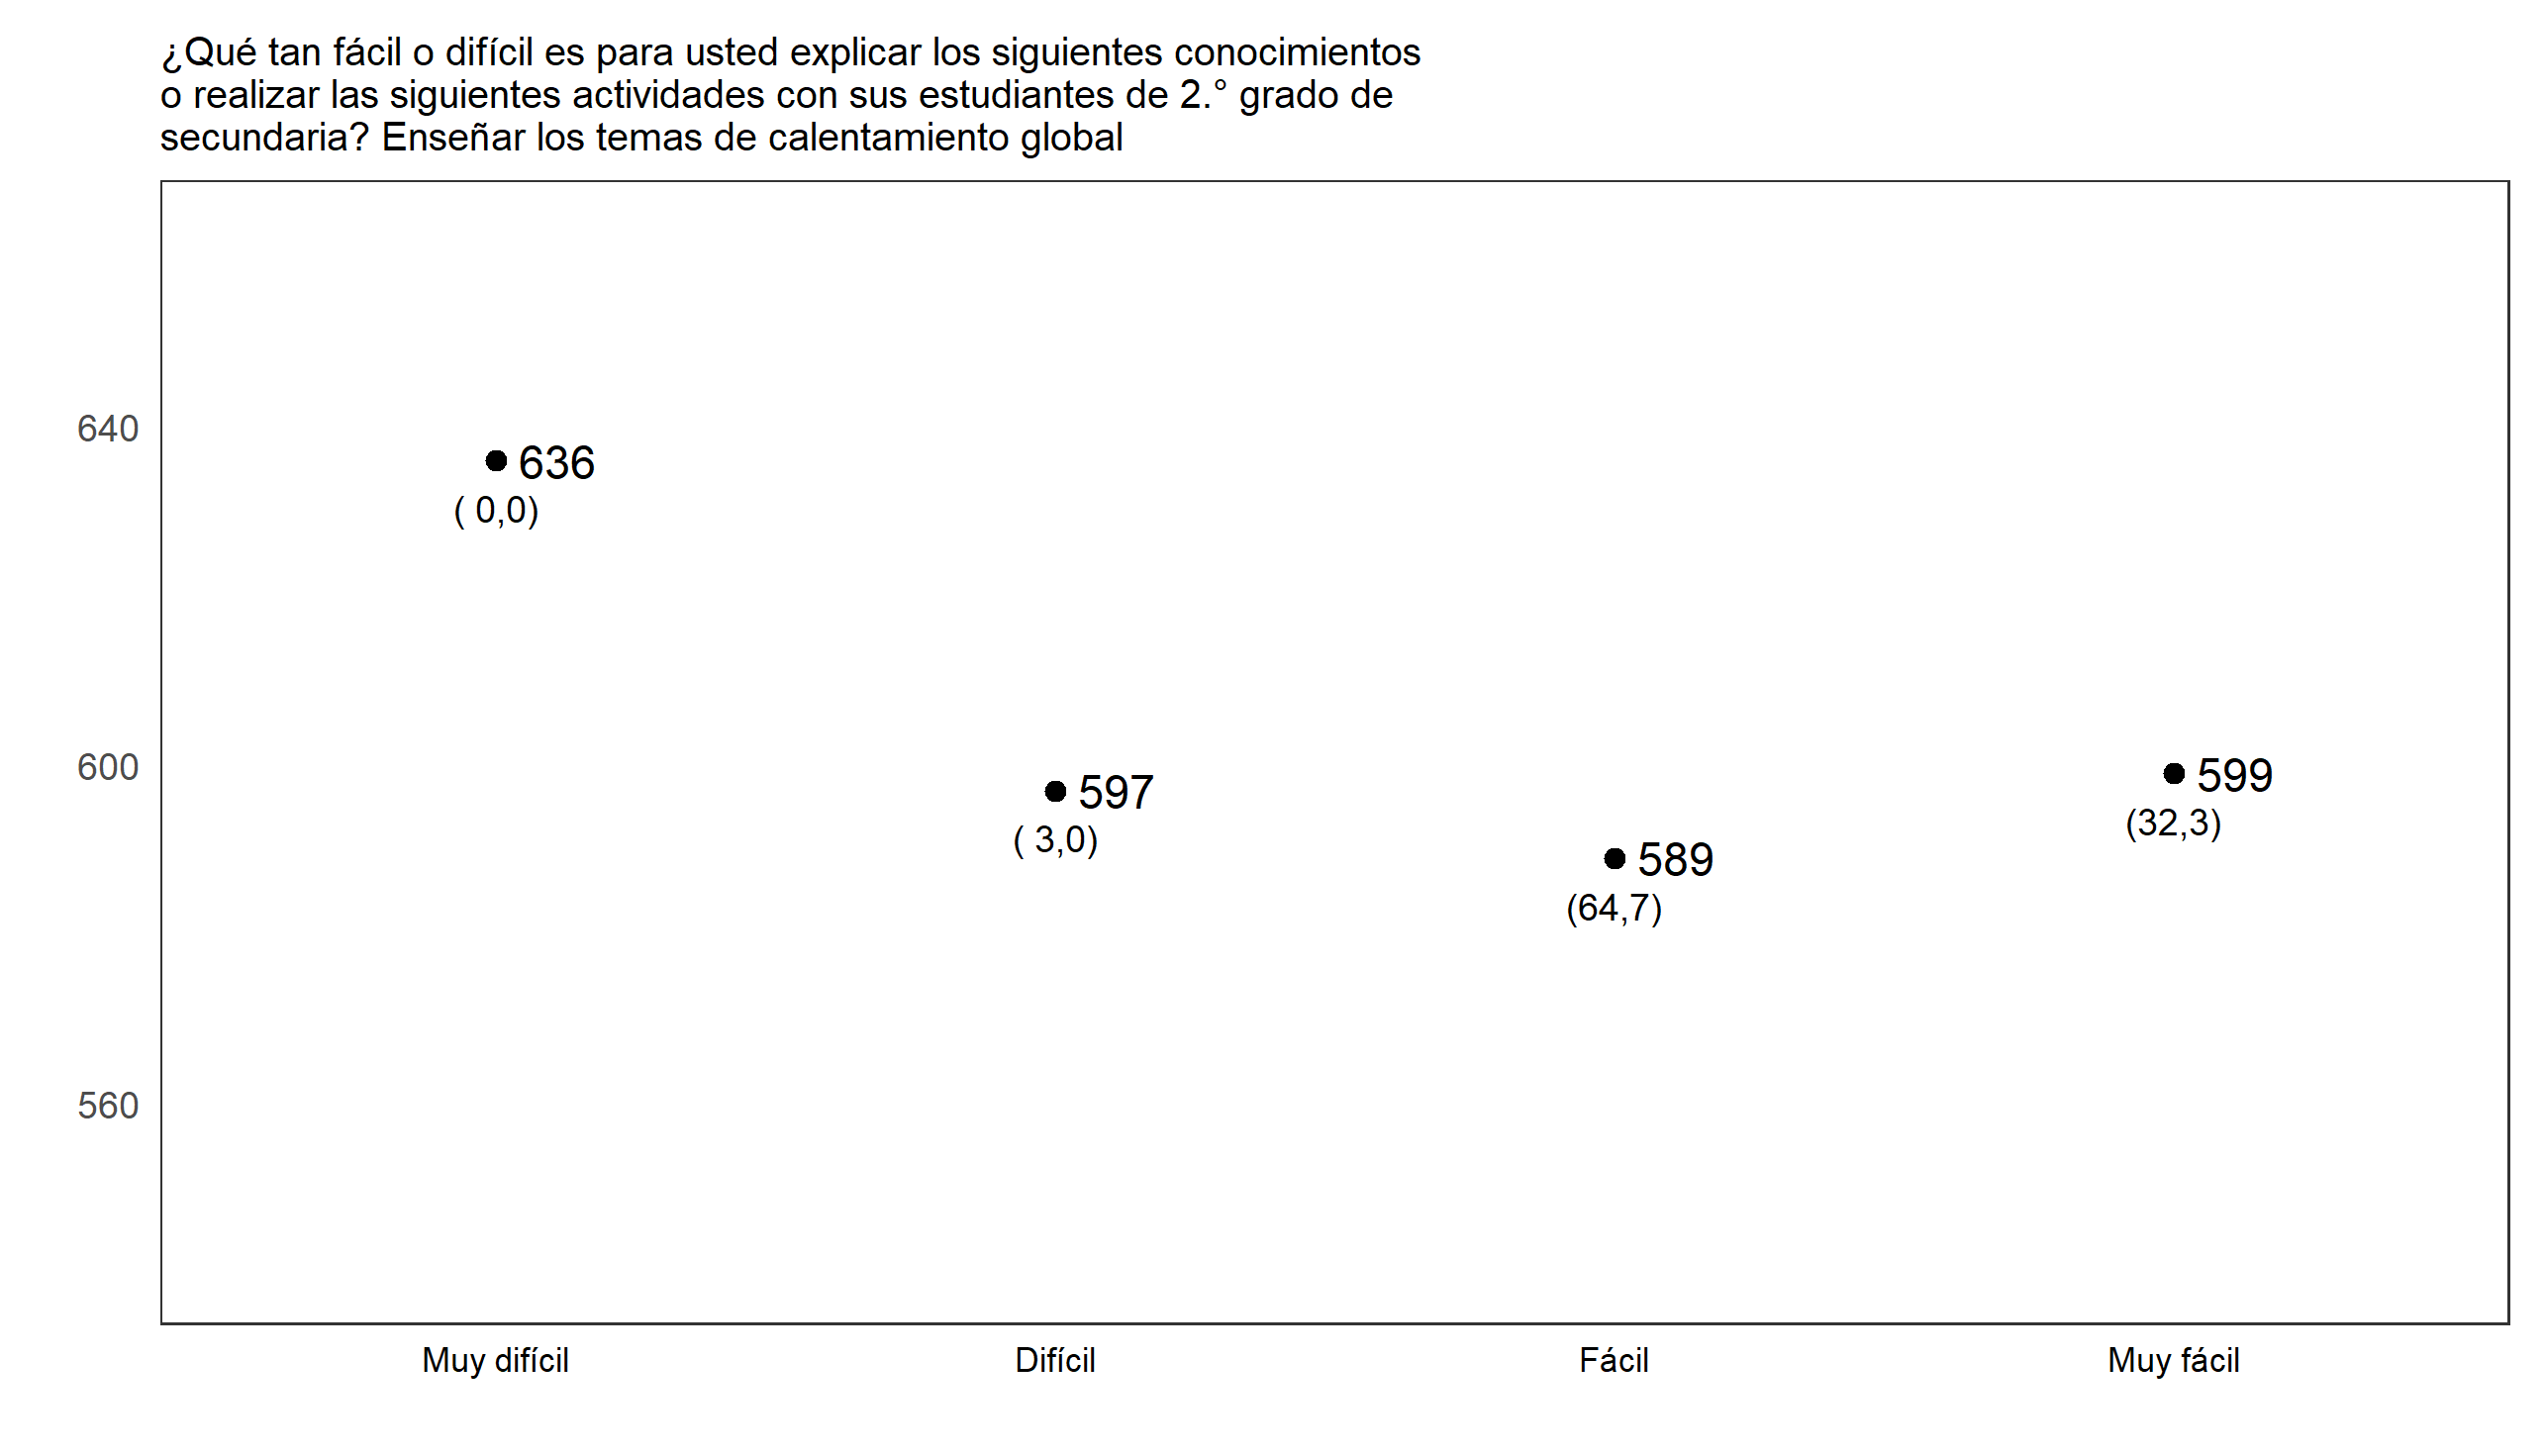 ¿Qué tan fácil o difícil es para usted explicar los siguientes conocimientos
o realizar las siguientes actividades con sus estudiantes de 2.° grado de
secundaria? Enseñar los temas de calentamiento global
640
636
( 0,0)
600
597
( 3,0)
589
(64,7)
599
(32,3)
560
Muy difícil
Difícil
Fácil
Muy fácil